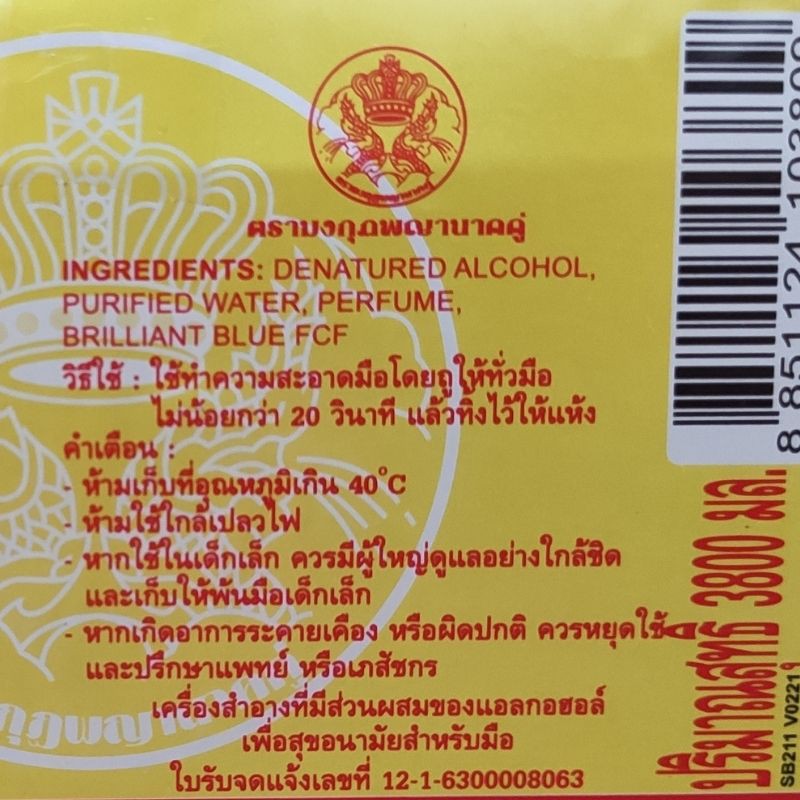 ตรามงกุฎพญานาคคู่
INGREDIENTS: DENATURED ALCOHOL,
PURIFIED WATER, PERFUME,
BRILLIANT BLUE FCF
วิธีใช้ : ใช้ทำความสะอาดมือโดยถูให้ทั่วมือ
ไม่น้อยกว่า 20 วินาที แล้วทิ้งไว้ให้แห้ง
คำเตือน :
- ห้ามเก็บที่อุณหภูมิเกิน 40°C
- ห้ามใช้ใกล้เปลวไฟ
- หากใช้ในเด็กเล็ก ควรมีผู้ใหญ่ดูแลอย่างใกล้ชิด
และเก็บให้พ้นมือเด็กเล็ก
- หากเกิดอาการระคายเคือง หรือผิดปกติ ควรหยุดใช้
และปรึกษาแพทย์ หรือเภสัชกร
เครื่องสำอางที่มีส่วนผสมของแอลกอฮอล์
เพื่อสุขอนามัยสำหรับมือ
ใบรับจดแจ้งเลขที่ 12-1-6300008063
ปริมาณสุทธิ 3800 มล.
SB211 V0221
8 851124 103800